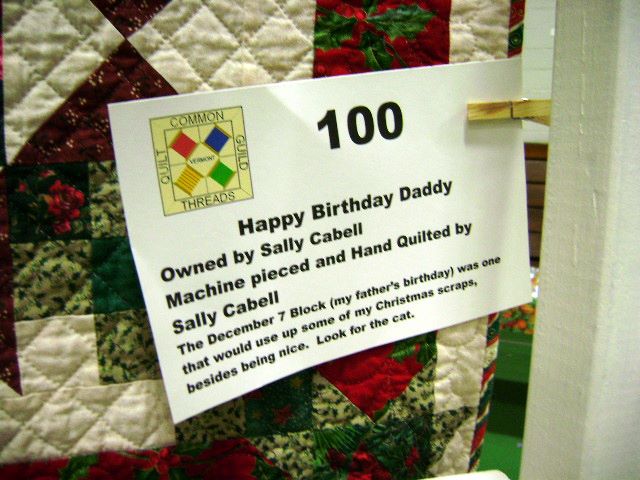 COMMON
QUILT
GUILD
VERMONT
THREADS
100
Happy Birthday Daddy
Owned by Sally Cabell
Machine pieced and Hand Quilted by
Sally Cabell
The December 7 Block (my father's birthday) was one
that would use up some of my Christmas scraps,
besides being nice. Look for the cat.